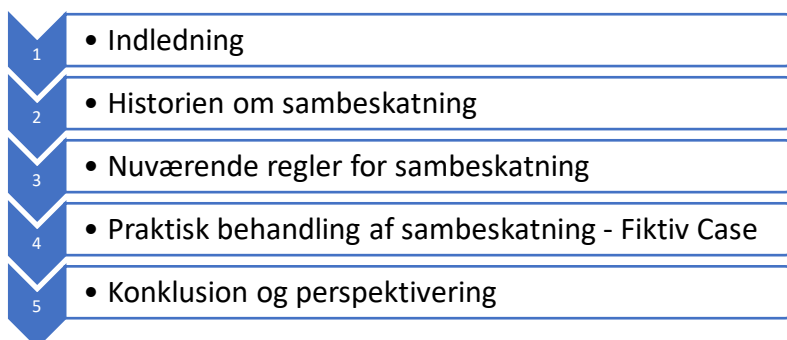 1 • Indledning
2 • Historien om sambeskatning
3 • Nuværende regler for sambeskatning
4 • Praktisk behandling af sambeskatning - Fiktiv Case
5 • Konklusion og perspektivering